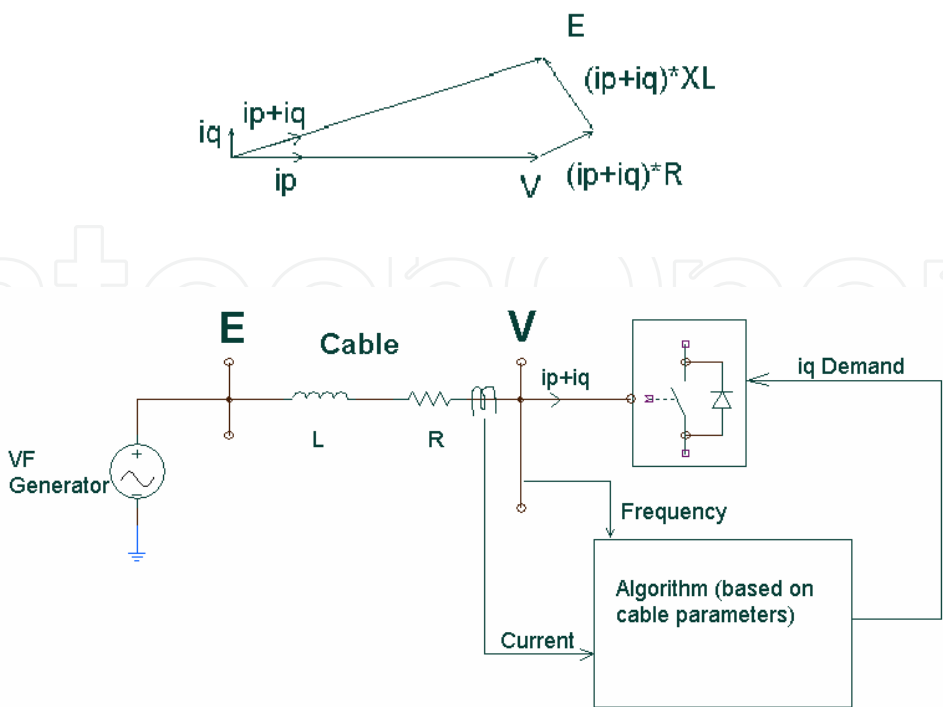 E
(ip+iq)*XL
ip+iq
iq
ip
V
(ip+iq)*R
E
Cable
V
ip+iq
iq Demand
L
R
VF
Generator
Frequency
Algorithm (based on
cable parameters)
Current